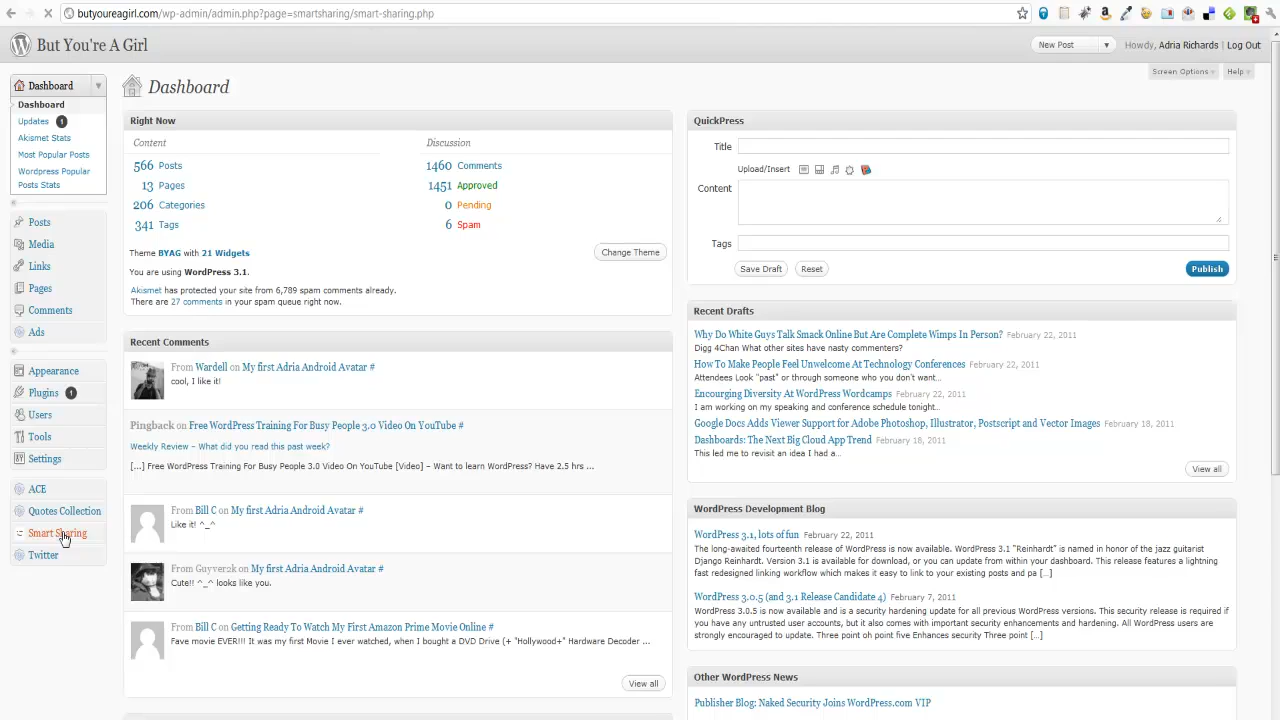 butyoureagirl.com/wp-admin/admin.php?page=smartsharing/smart-sharing.php
But You're A Girl
New Post
Howdy, Adria Richards | Log Out
Screen Options
Help
Dashboard
Dashboard
Updates 1
Akismet Stats
Most Popular Posts
Wordpress Popular
Posts Stats
Posts
Media
Links
Pages
Comments
Ads
Appearance
Plugins 1
Users
Tools
Settings
ACE
Quotes Collection
Smart Sharing
Twitter
Dashboard
Right Now
Content
566 Posts
13 Pages
206 Categories
341 Tags
Discussion
1460 Comments
1451 Approved
0 Pending
6 Spam
Theme BYAG with 21 Widgets
Change Theme
You are using WordPress 3.1.
Akismet has protected your site from 6,789 spam comments already.
There are 27 comments in your spam queue right now.
Recent Comments
From Wardell on My first Adria Android Avatar #
cool, I like it!
Pingback on Free WordPress Training For Busy People 3.0 Video On YouTube #
Weekly Review – What did you read this past week?
[...] Free WordPress Training For Busy People 3.0 Video On YouTube [Video] – Want to learn WordPress? Have 2.5 hrs ...
From Bill C on My first Adria Android Avatar #
Like it! ^_^
From Guyverck on My first Adria Android Avatar #
Cute!! ^_^ looks like you.
From Bill C on Getting Ready To Watch My First Amazon Prime Movie Online #
Fave movie EVER!!! It was my first Movie I ever watched, when I bought a DVD Drive (+ "Hollywood+" Hardware Decoder ...
View all
QuickPress
Title
Upload/Insert
Content
Tags
Save Draft
Reset
Publish
Recent Drafts
Why Do White Guys Talk Smack Online But Are Complete Wimps In Person? February 22, 2011
Digg 4Chan What other sites have nasty commenters?
How To Make People Feel Unwelcome At Technology Conferences February 22, 2011
Attendees Look "past" or through someone who you don't want...
Encourging Diversity At WordPress Wordcamps February 22, 2011
I am working on my speaking and conference schedule tonight...
Google Docs Adds Viewer Support for Adobe Photoshop, Illustrator, Postscript and Vector Images February 18, 2011
Dashboards: The Next Big Cloud App Trend February 18, 2011
This led me to revisit an idea I had a...
View all
WordPress Development Blog
WordPress 3.1, lots of fun February 22, 2011
The long-awaited fourteenth release of WordPress is now available. WordPress 3.1 "Reinhardt" is named in honor of the jazz guitarist
Django Reinhardt. Version 3.1 is available for download, or you can update from within your dashboard. This release features a lightning
fast redesigned linking workflow which makes it easy to link to your existing posts and pa [...]
WordPress 3.0.5 (and 3.1 Release Candidate 4) February 7, 2011
WordPress 3.0.5 is now available and is a security hardening update for all previous WordPress versions. This security release is required if
you have any untrusted user accounts, but it also comes with important security enhancements and hardening. All WordPress users are
strongly encouraged to update. Three point oh point five Enhances security Three point [...]
Other WordPress News
Publisher Blog: Naked Security Joins WordPress.com VIP